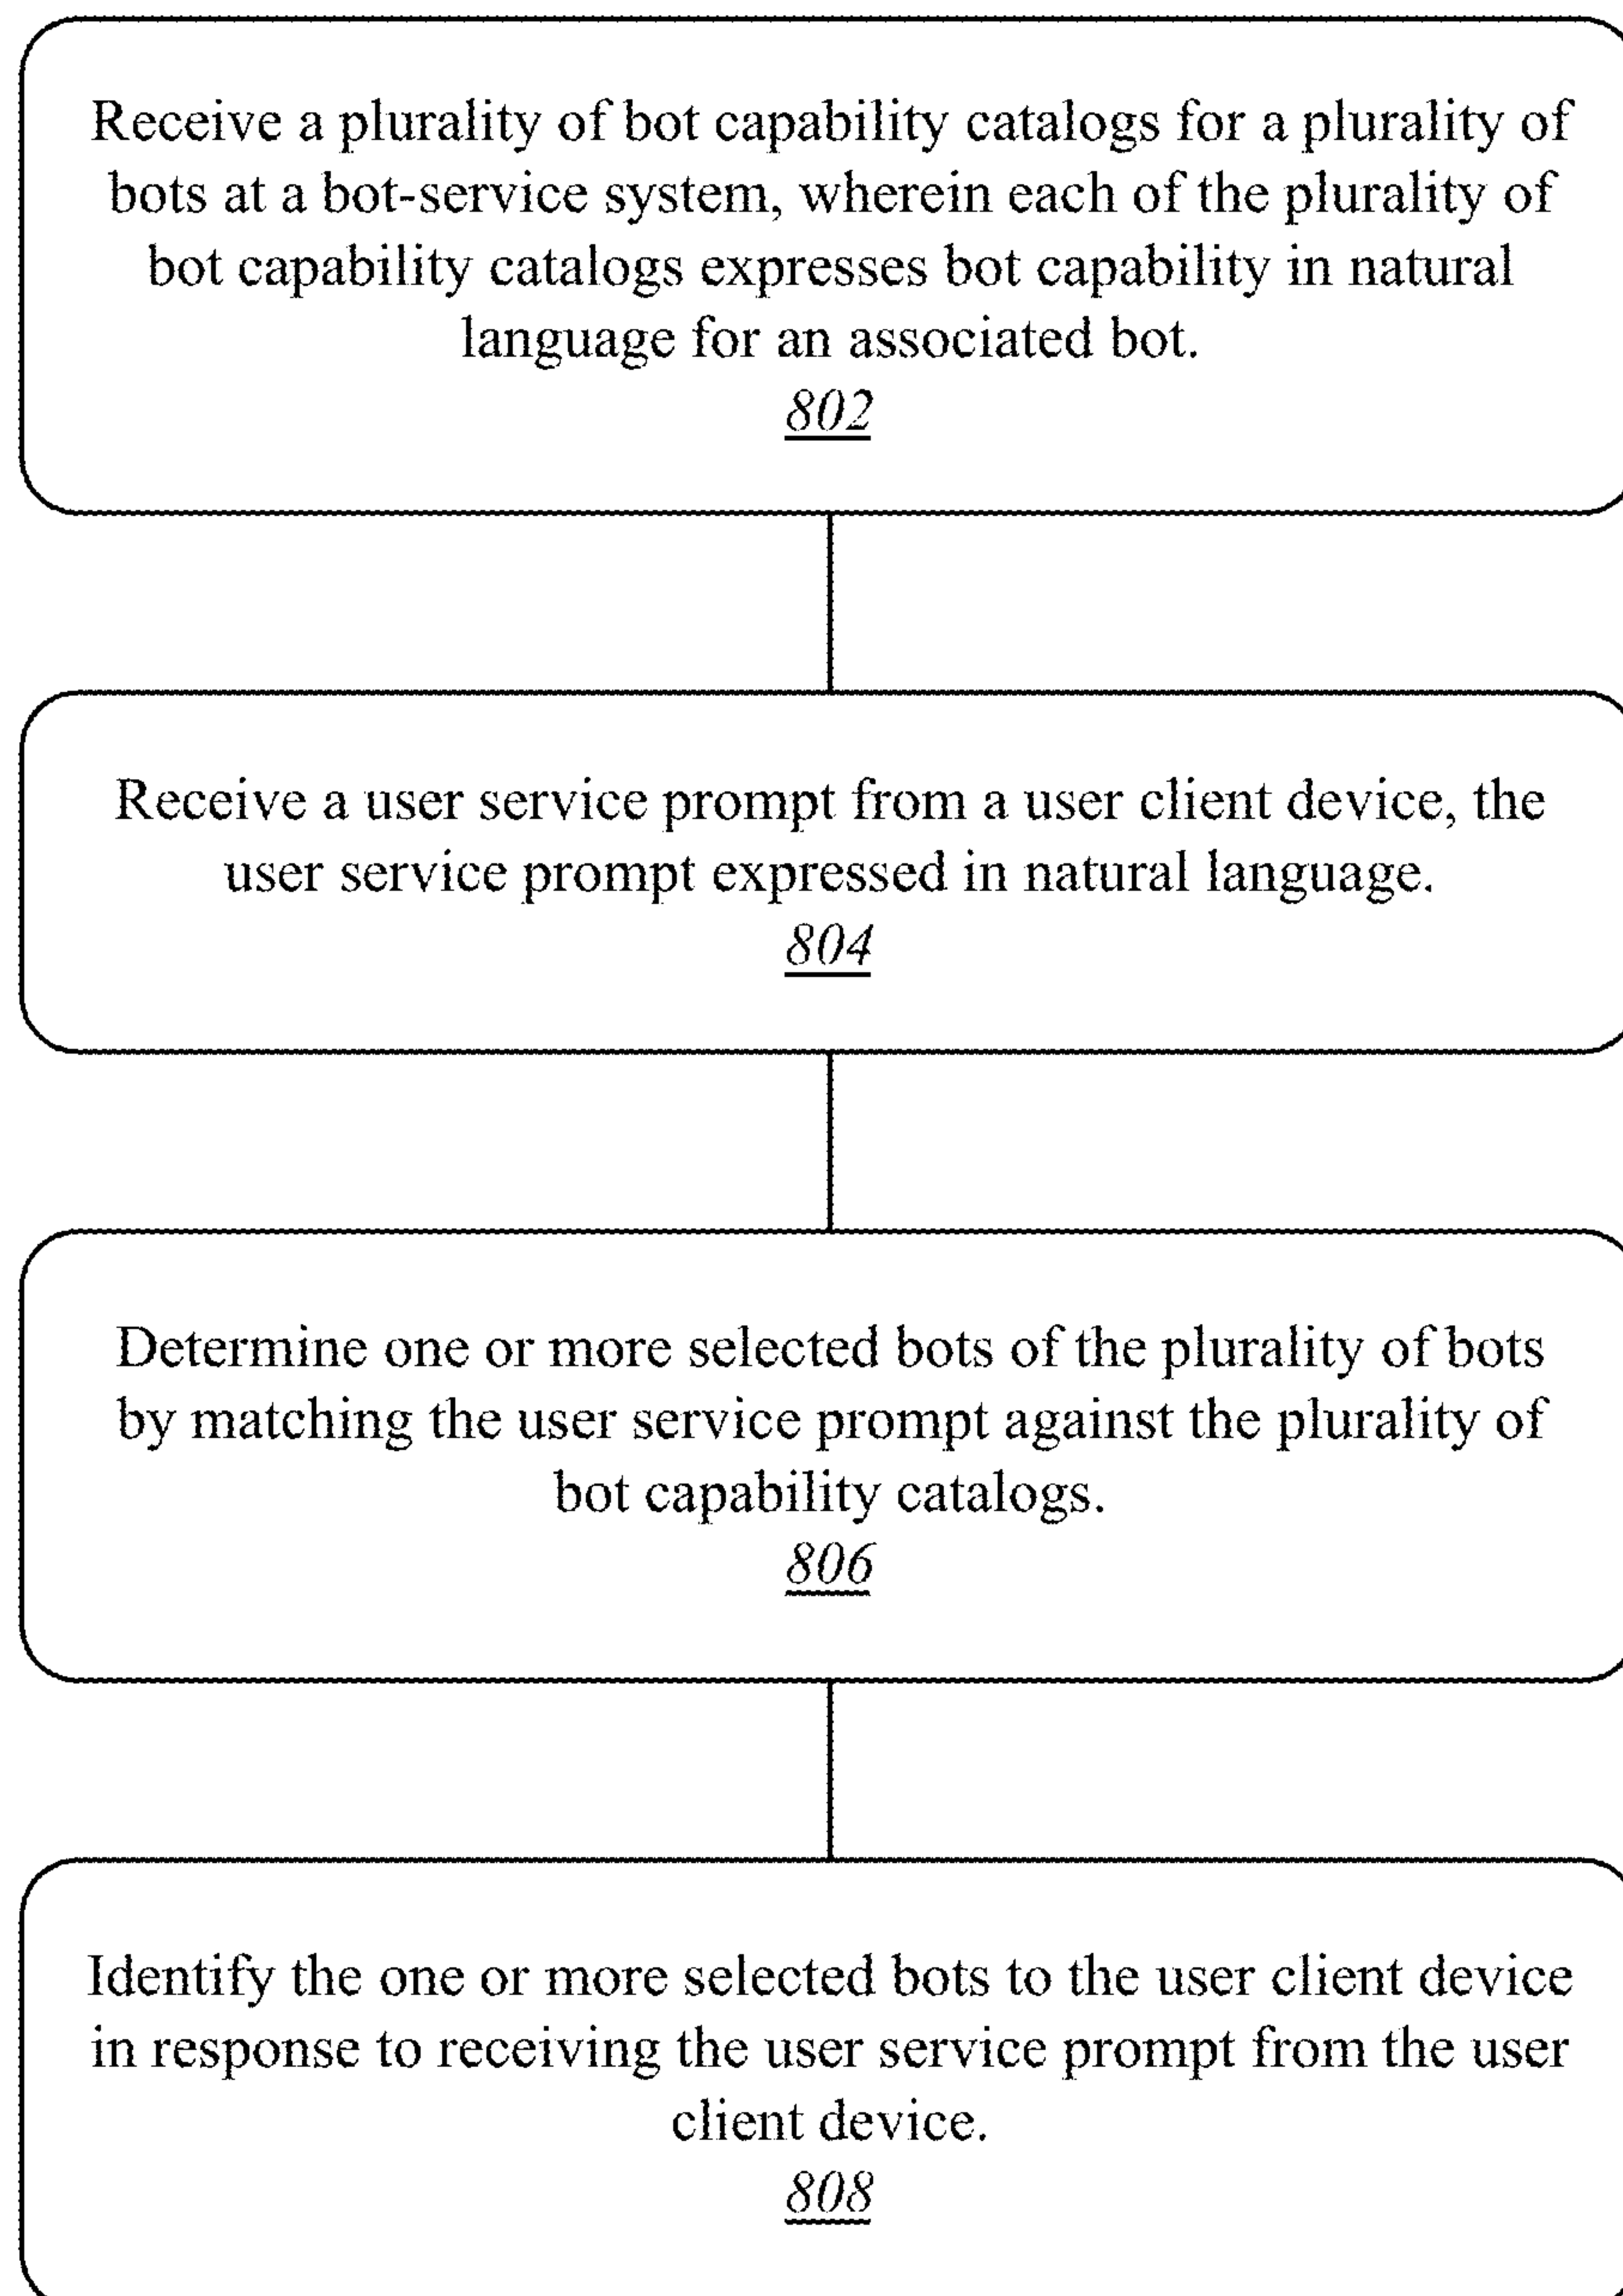 Receive a plurality of bot capability catalogs for a plurality of
bots at a bot-service system, wherein each of the plurality of
bot capability catalogs expresses bot capability in natural
language for an associated bot.
802
Receive a user service prompt from a user client device, the
user service prompt expressed in natural language.
804
Determine one or more selected bots of the plurality of bots
by matching the user service prompt against the plurality of
bot capability catalogs.
806
Identify the one or more selected bots to the user client device
in response to receiving the user service prompt from the user
client device.
808